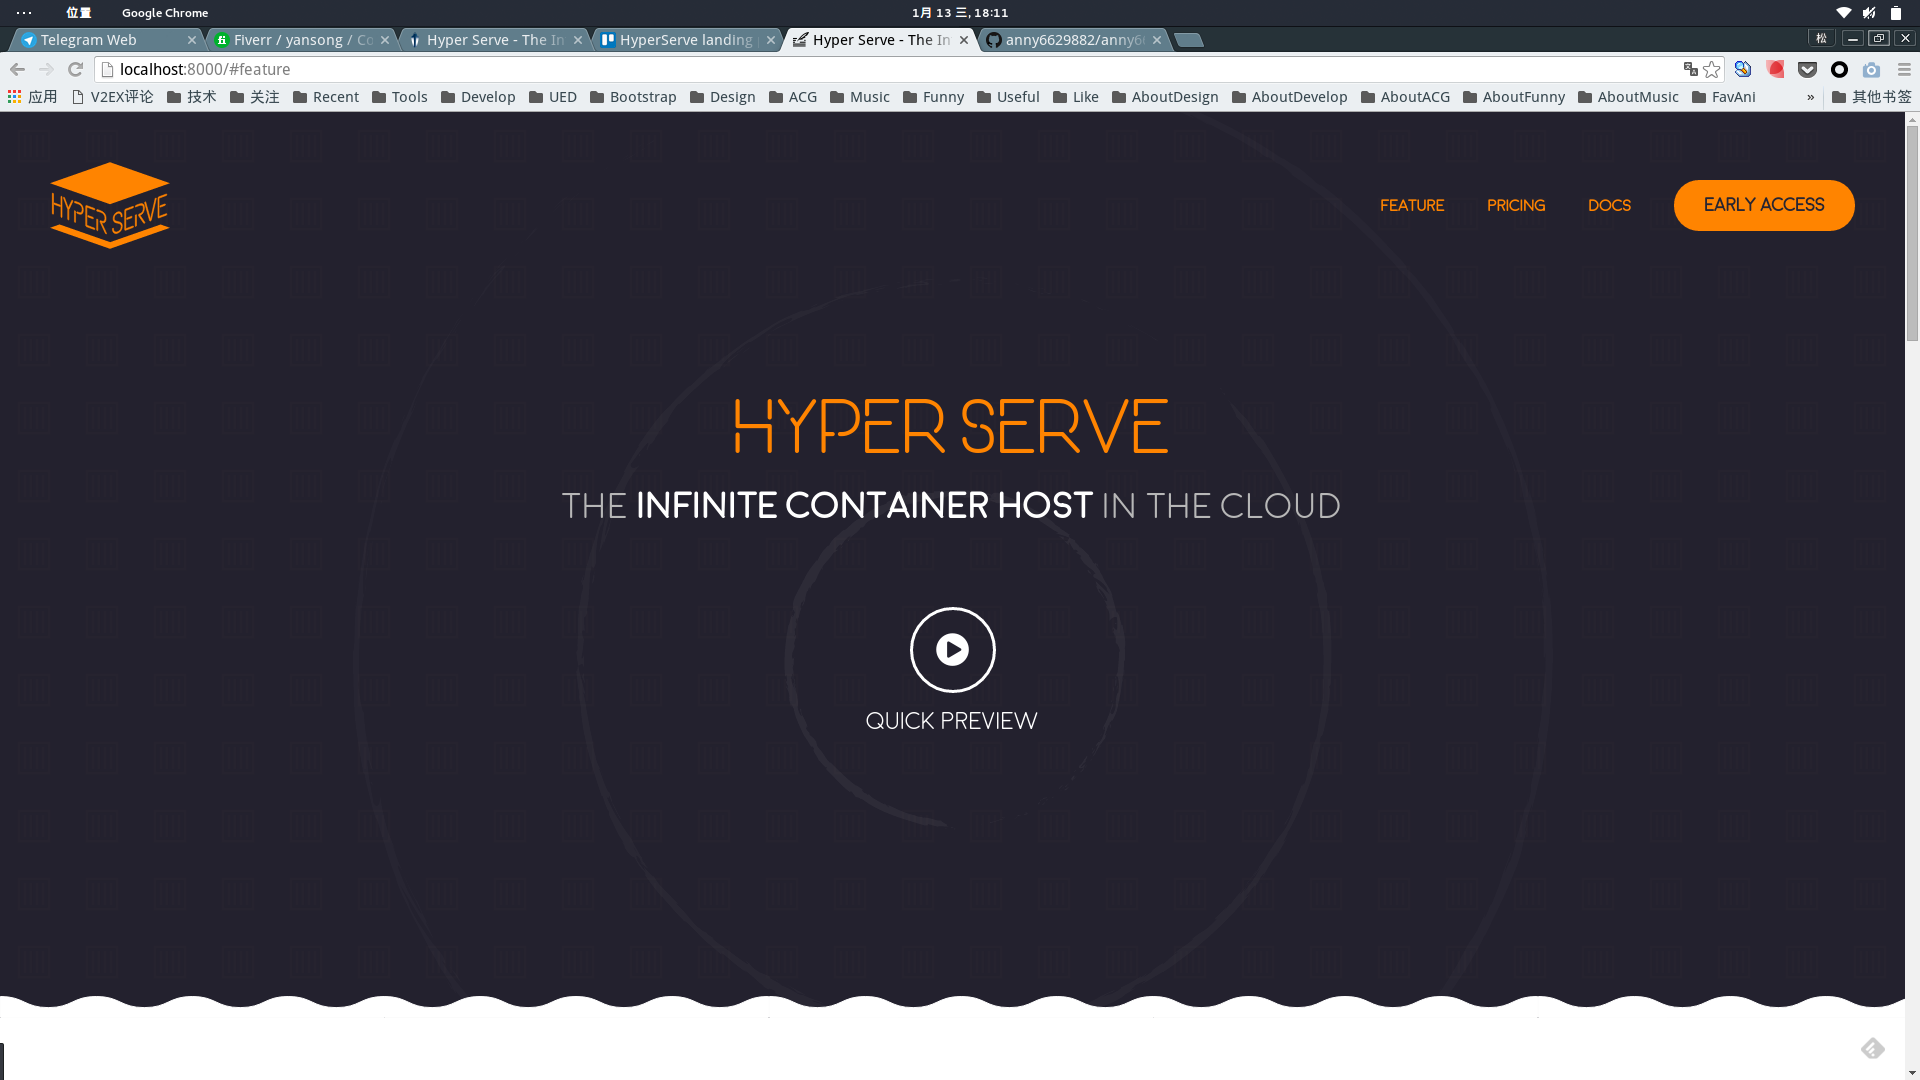 位置 Google Chrome 1月 13 三, 18:11
Telegram Web Fiverr / yansong / Co Hyper Serve - The In HyperServe landing Hyper Serve - The In anny6629882/anny6 松
localhost:8000/#feature
应用 V2EX评论 技术 关注 Recent Tools Develop UED Bootstrap Design ACG Music Funny Useful Like AboutDesign AboutDevelop AboutACG AboutFunny AboutMusic FavAni » 其他书签
HYPER SERVE
FEATURE PRICING DOCS EARLY ACCESS
HYPER SERVE
THE INFINITE CONTAINER HOST IN THE CLOUD
QUICK PREVIEW